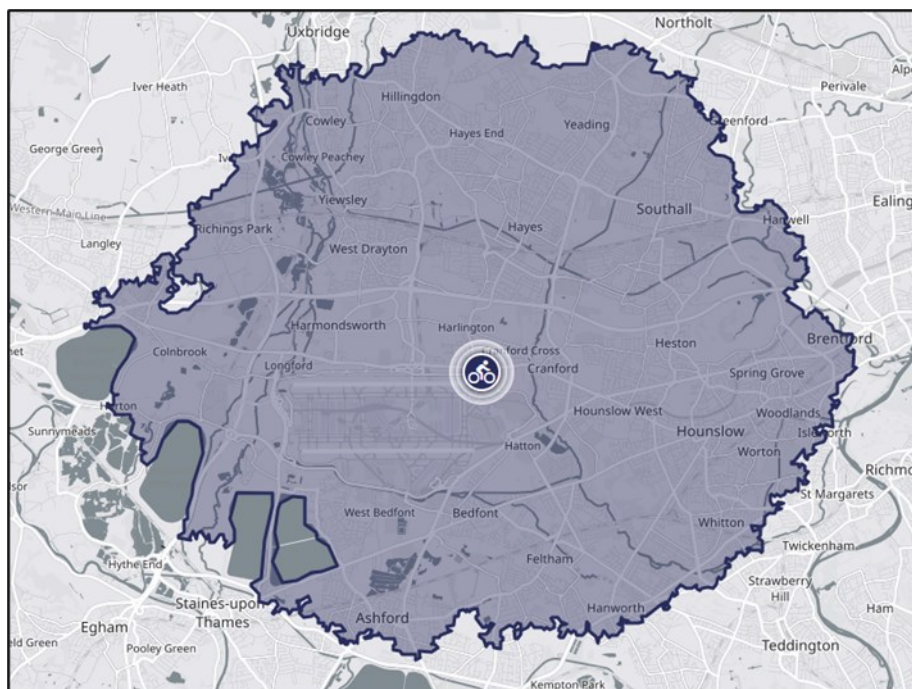 Northolt
Uxbridge
Iver Heath
Perivale
Hillingdon
Cowley
Yeading
Greenford
Hayes End
George Green
Cowley Peachey
Yiewsley
Southall
Western Main Line
Ealing
Hanwell
Richings Park
Hayes
Langley
West Drayton
Harmondsworth
Harlington
Brentford
Colnbrook
Cranford Cross
Heston
Longford
Cranford
Spring Grove
Horton
Hounslow West
Woodlands
Sunnymeads
Hounslow
Isleworth
Hatton
Worton
Richmo
St Margarets
West Bedfont
Bedfont
Whitton
Twickenham
Hythe End
Feltham
Strawberry
Hill
Staines-upon
Thames
Hanworth
Ham
Ashford
Egham
Teddington
Pooley Green
Kempton Park